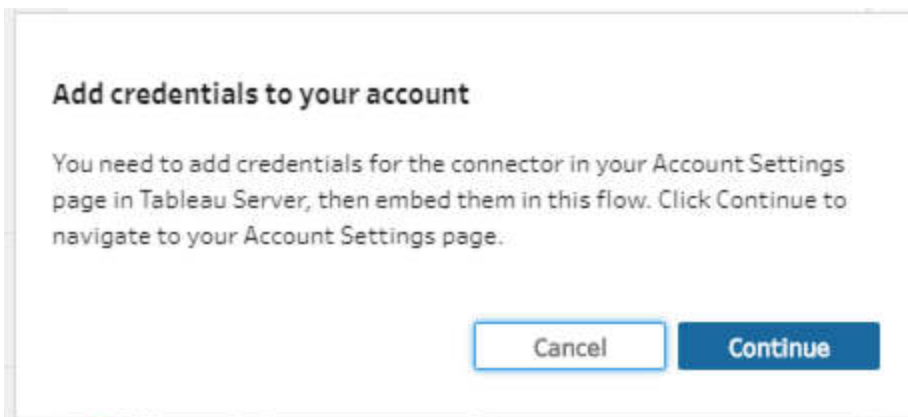 Add credentials to your account
You need to add credentials for the connector in your Account Settings
page in Tableau Server, then embed them in this flow. Click Continue to
navigate to your Account Settings page.
Cancel
Continue